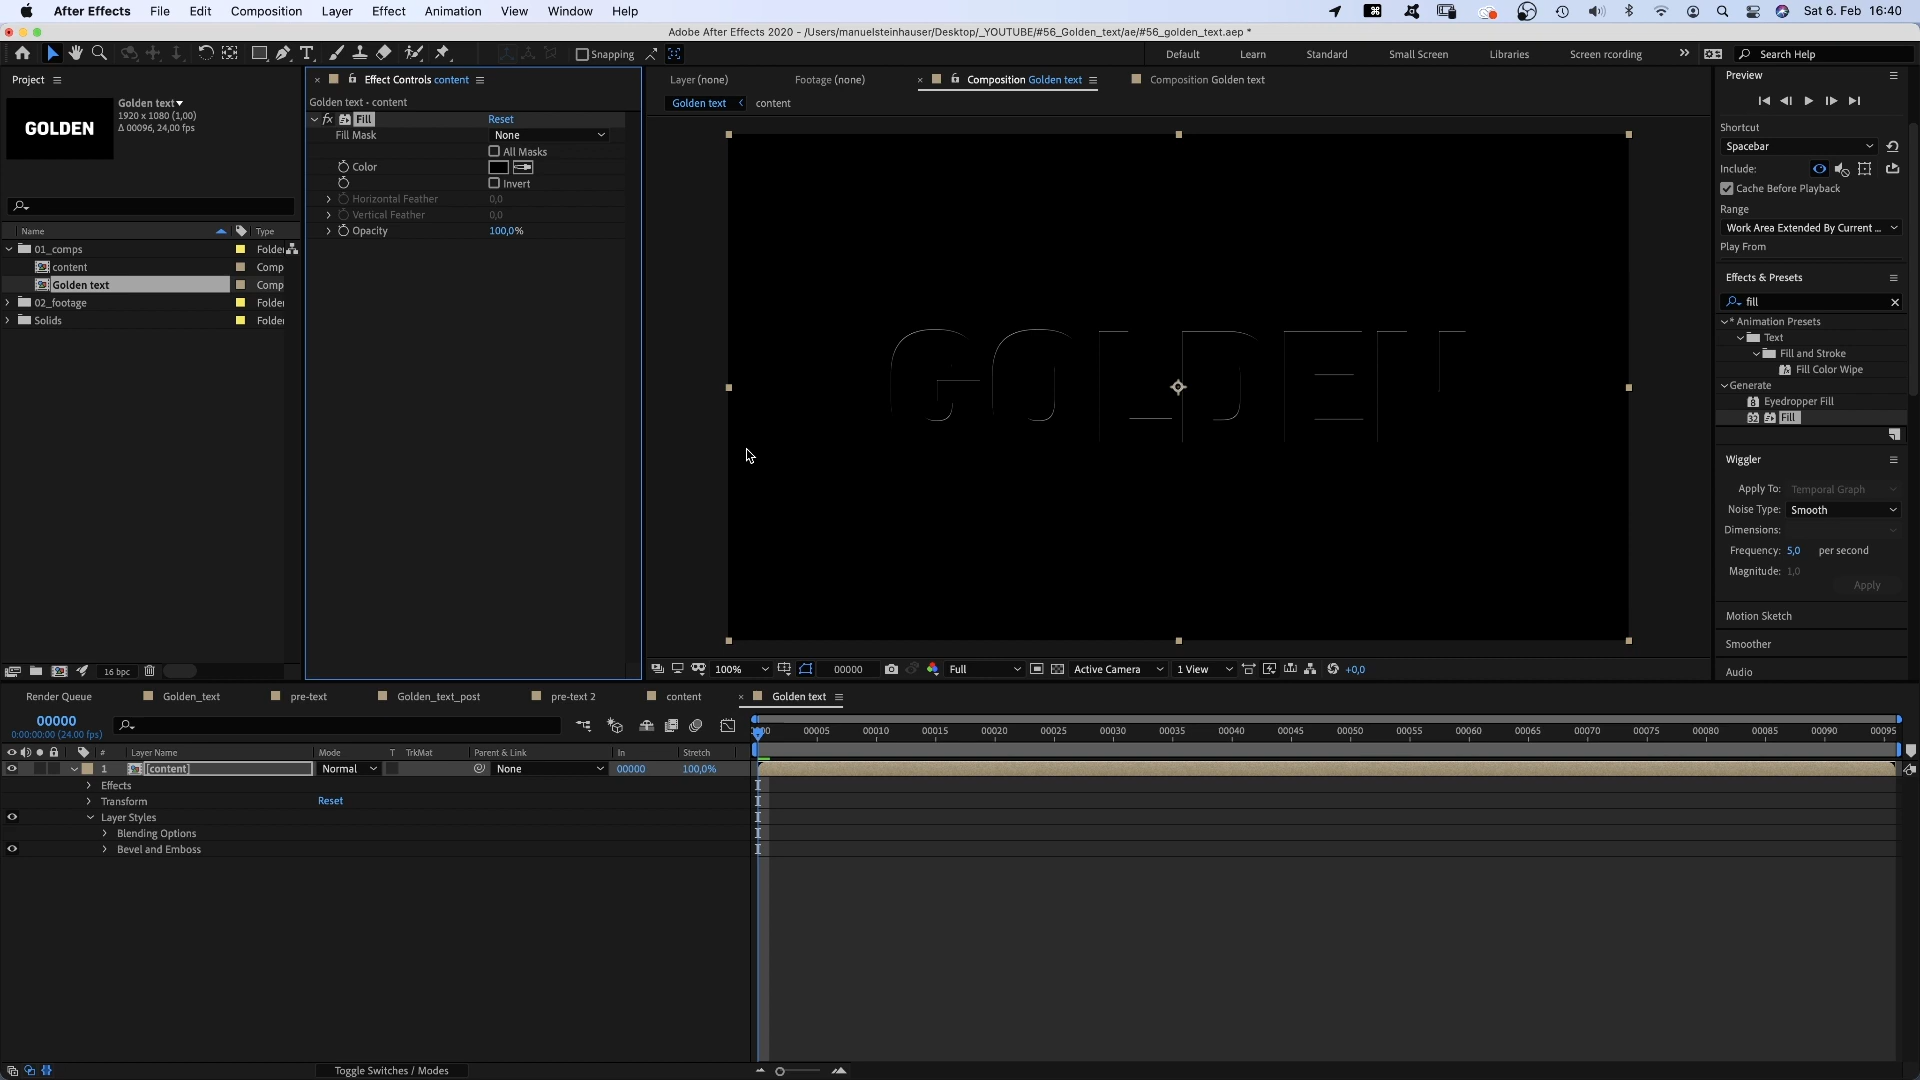 After Effects File Edit Composition Layer Effect Animation View Window Help Sat 6. Feb 16:40
Adobe After Effects 2020 - /Users/manuelsteinhauser/Desktop/_YOUTUBE/#56_Golden_text/ae/#56_golden_text.aep *
Snapping Default Learn Standard Small Screen Libraries Screen rcording Search Help
Project
Golden text
1920 x 1080 (1,00)
Δ 00096, 24,00 fps
GOLDEN
Name Type
01_comps Folder
content Comp
Golden text Comp
02_footage Folder
Solids Folder
16 bpc
Effect Controls content
Golden text • content
fx Fill Reset
Fill Mask None
All Masks
Color
Invert
Horizontal Feather 0,0
Vertical Feather 0,0
Opacity 100,0%
Layer (none) Footage (none) Composition Golden text Composition Golden text
Golden text content
GOLDEN
100% 00000 Full Active Camera 1 View +0,0
Preview
Shortcut
Spacebar
Include:
Cache Before Playback
Range
Work Area Extended By Current ...
Play From
Effects & Presets
fill
* Animation Presets
Text
Fill and Stroke
Fill Color Wipe
Generate
Eyedropper Fill
Fill
Wiggler
Apply To: Temporal Graph
Noise Type: Smooth
Dimensions:
Frequency: 5,0 per second
Magnitude: 1,0
Apply
Motion Sketch
Smoother
Audio
Render Queue Golden_text pre-text Golden_text_post pre-text 2 content Golden text
00000
0:00:00:00 (24.00 fps)
# Layer Name Mode T TrkMat Parent & Link In Stretch
00005 00010 00015 00020 00025 00030 00035 00040 00045 00050 00055 00060 00065 00070 00075 00080 00085 00090 00095
1 [content] Normal None 00000 100,0%
Effects
Transform Reset
Layer Styles
Blending Options
Bevel and Emboss
Toggle Switches / Modes